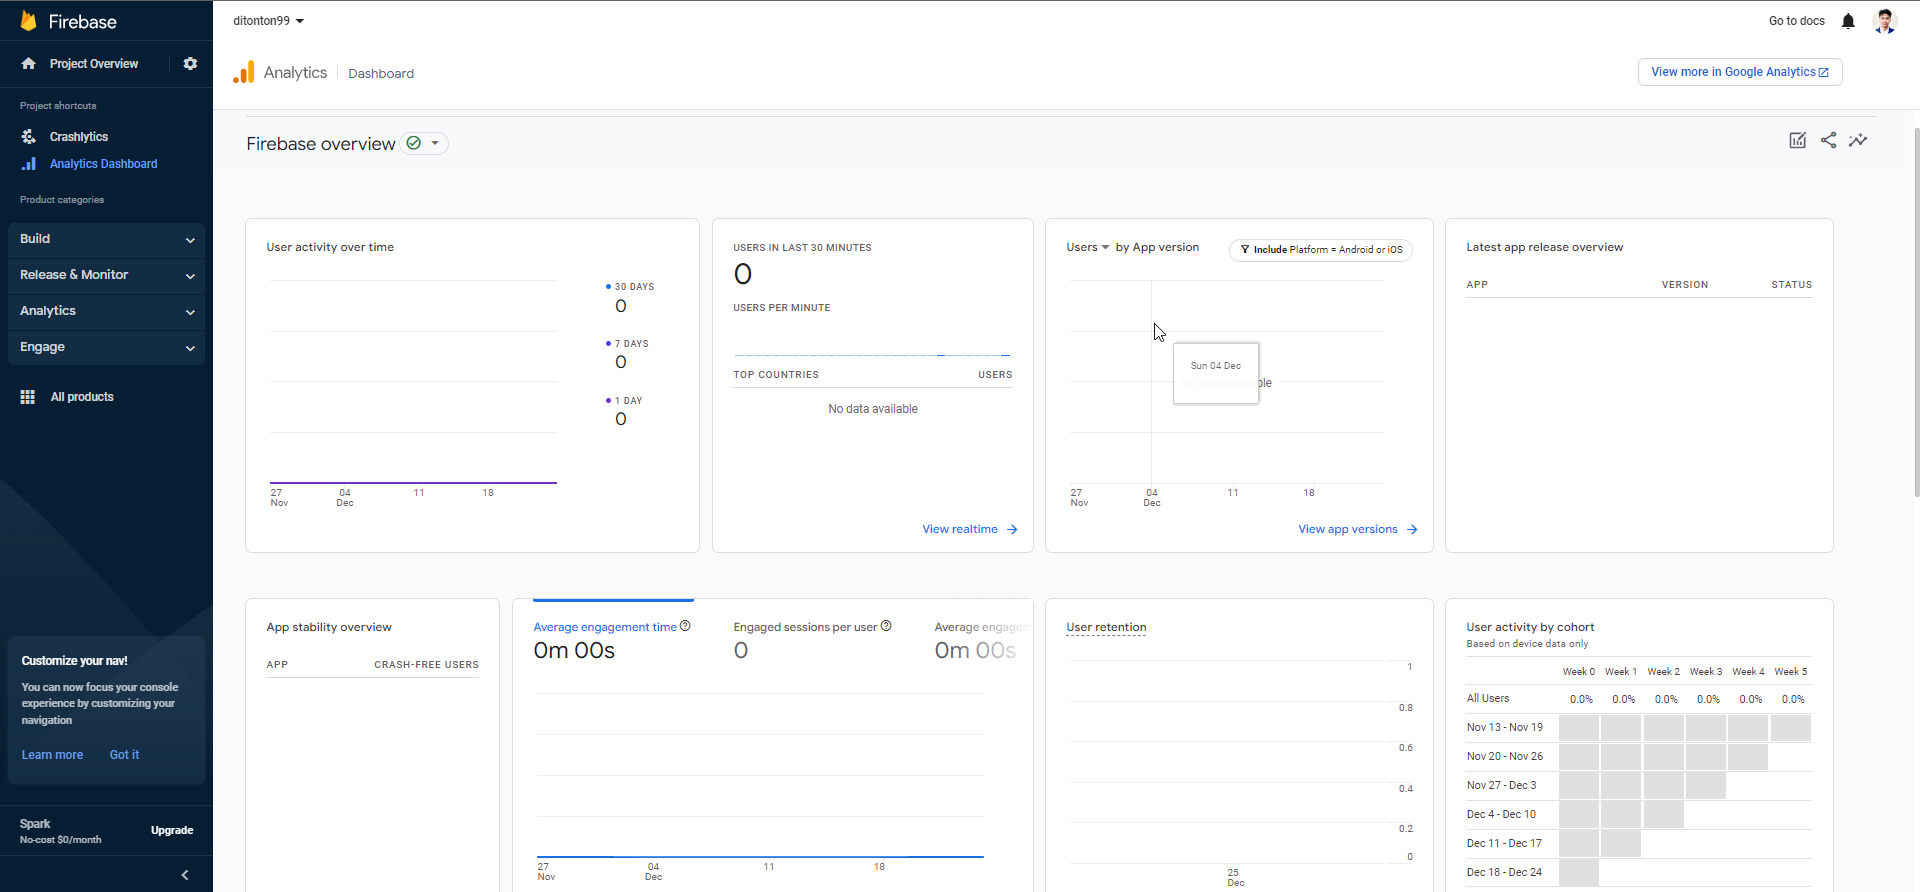 Firebase
ditonton99
Go to docs
Project Overview
Analytics
Dashboard
View more in Google Analytics
Project shortcuts
Crashlytics
Analytics Dashboard
Product categories
Build
Release & Monitor
Analytics
Engage
All products
Customize your nav!
You can now focus your console
experience by customizing your
navigation
Learn more
Got it
Spark
No-cost $0/month
Upgrade
Firebase overview
User activity over time
30 DAYS
0
7 DAYS
0
1 DAY
0
27
Nov
04
Dec
11
18
USERS IN LAST 30 MINUTES
0
USERS PER MINUTE
TOP COUNTRIES
USERS
No data available
View realtime
Users
by App version
Include Platform = Android or iOS
Sun 04 Dec
No data available
27
Nov
04
Dec
11
18
View app versions
Latest app release overview
APP
VERSION
STATUS
App stability overview
APP
CRASH-FREE USERS
Average engagement time
0m 00s
Engaged sessions per user
0
Average engagen
0m 00s
27
Nov
04
Dec
11
18
User retention
1
0.8
0.6
0.4
0.2
0
25
Dec
User activity by cohort
Based on device data only
Week 0 Week 1 Week 2 Week 3 Week 4 Week 5
All Users 0.0% 0.0% 0.0% 0.0% 0.0% 0.0%
Nov 13 - Nov 19
Nov 20 - Nov 26
Nov 27 - Dec 3
Dec 4 - Dec 10
Dec 11 - Dec 17
Dec 18 - Dec 24